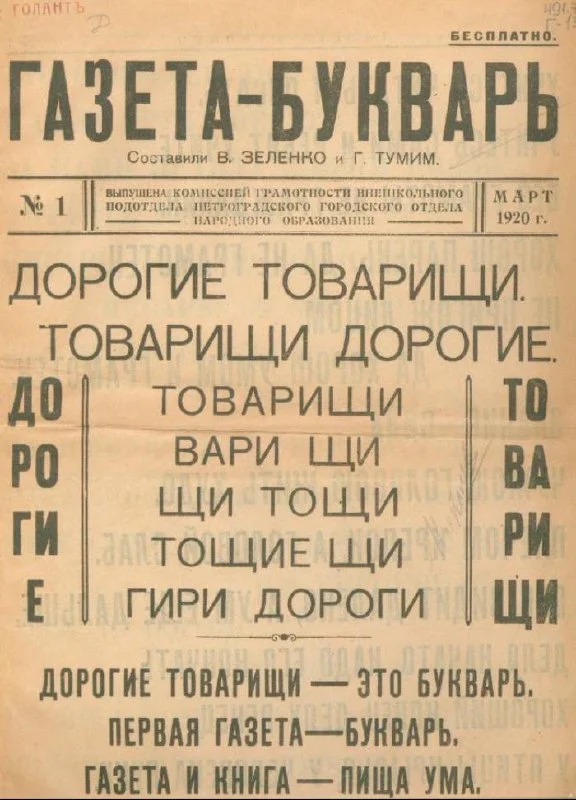 ГОЛАНТЪ
БЕСПЛАТНО.
ГАЗЕТА-БУКВАРЬ
Составили В. ЗЕЛЕНКО и Г. ТУМИМ.
№ 1
ВЫПУЩЕНА КОМИССИЕЙ ГРАМОТНОСТИ ВНЕШКОЛЬНОГО
ПОДОТДЕЛА ПЕТРОГРАДСКОГО ГОРОДСКОГО ОТДЕЛА
НАРОДНОГО ОБРАЗОВАНИЯ
МАРТ
1920 г.
ДОРОГИЕ ТОВАРИЩИ.
ТОВАРИЩИ ДОРОГИЕ.
ДО
РО
ГИ
Е
ТОВАРИЩИ
ВАРИ ЩИ
ЩИ ТОЩИ
ТОЩИЕ ЩИ
ГИРИ ДОРОГИ
ТО
ВА
РИ
ЩИ
ДОРОГИЕ ТОВАРИЩИ — ЭТО БУКВАРЬ.
ПЕРВАЯ ГАЗЕТА—БУКВАРЬ.
ГАЗЕТА И КНИГА — ПИЩА УМА.